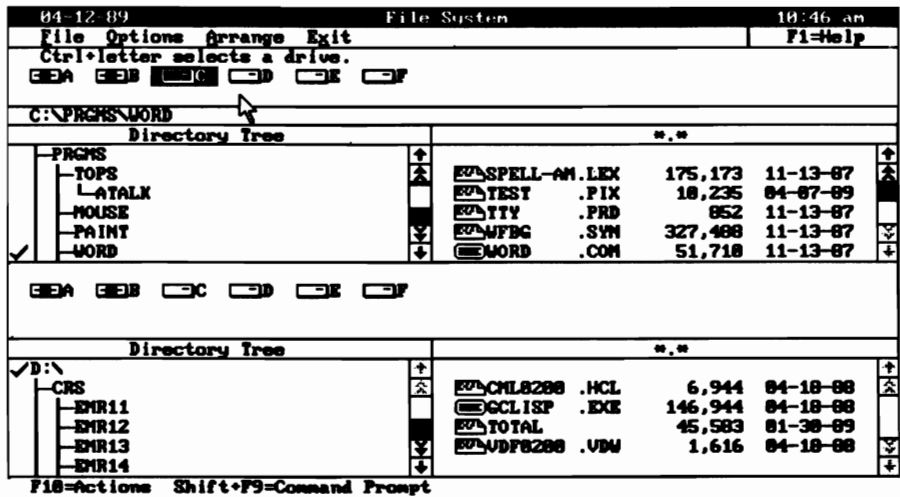 04-12-89 File System 10:46 am
File Options Arrange Exit F1=Help
Ctrl+letter selects a drive.
A B C D E F
C:\PRGMS\WORD
Directory Tree *.*
PRGMS
TOPS SPELL-AM.LEX 175,173 11-13-87
ATALK TEST .PIX 10,235 04-07-89
MOUSE TTY .PRD 852 11-13-87
PAINT WFBG .SYN 327,408 11-13-87
WORD WORD .COM 51,710 11-13-87
A B C D E F
Directory Tree *.*
D:\
CRS CML8200 .HCL 6,944 04-18-88
EMR11 GCLISP .EXE 146,944 04-18-88
EMR12 TOTAL 45,583 01-30-89
EMR13 VDF8200 .VDW 1,616 04-18-88
EMR14
F10=Actions Shift+F9=Command Prompt